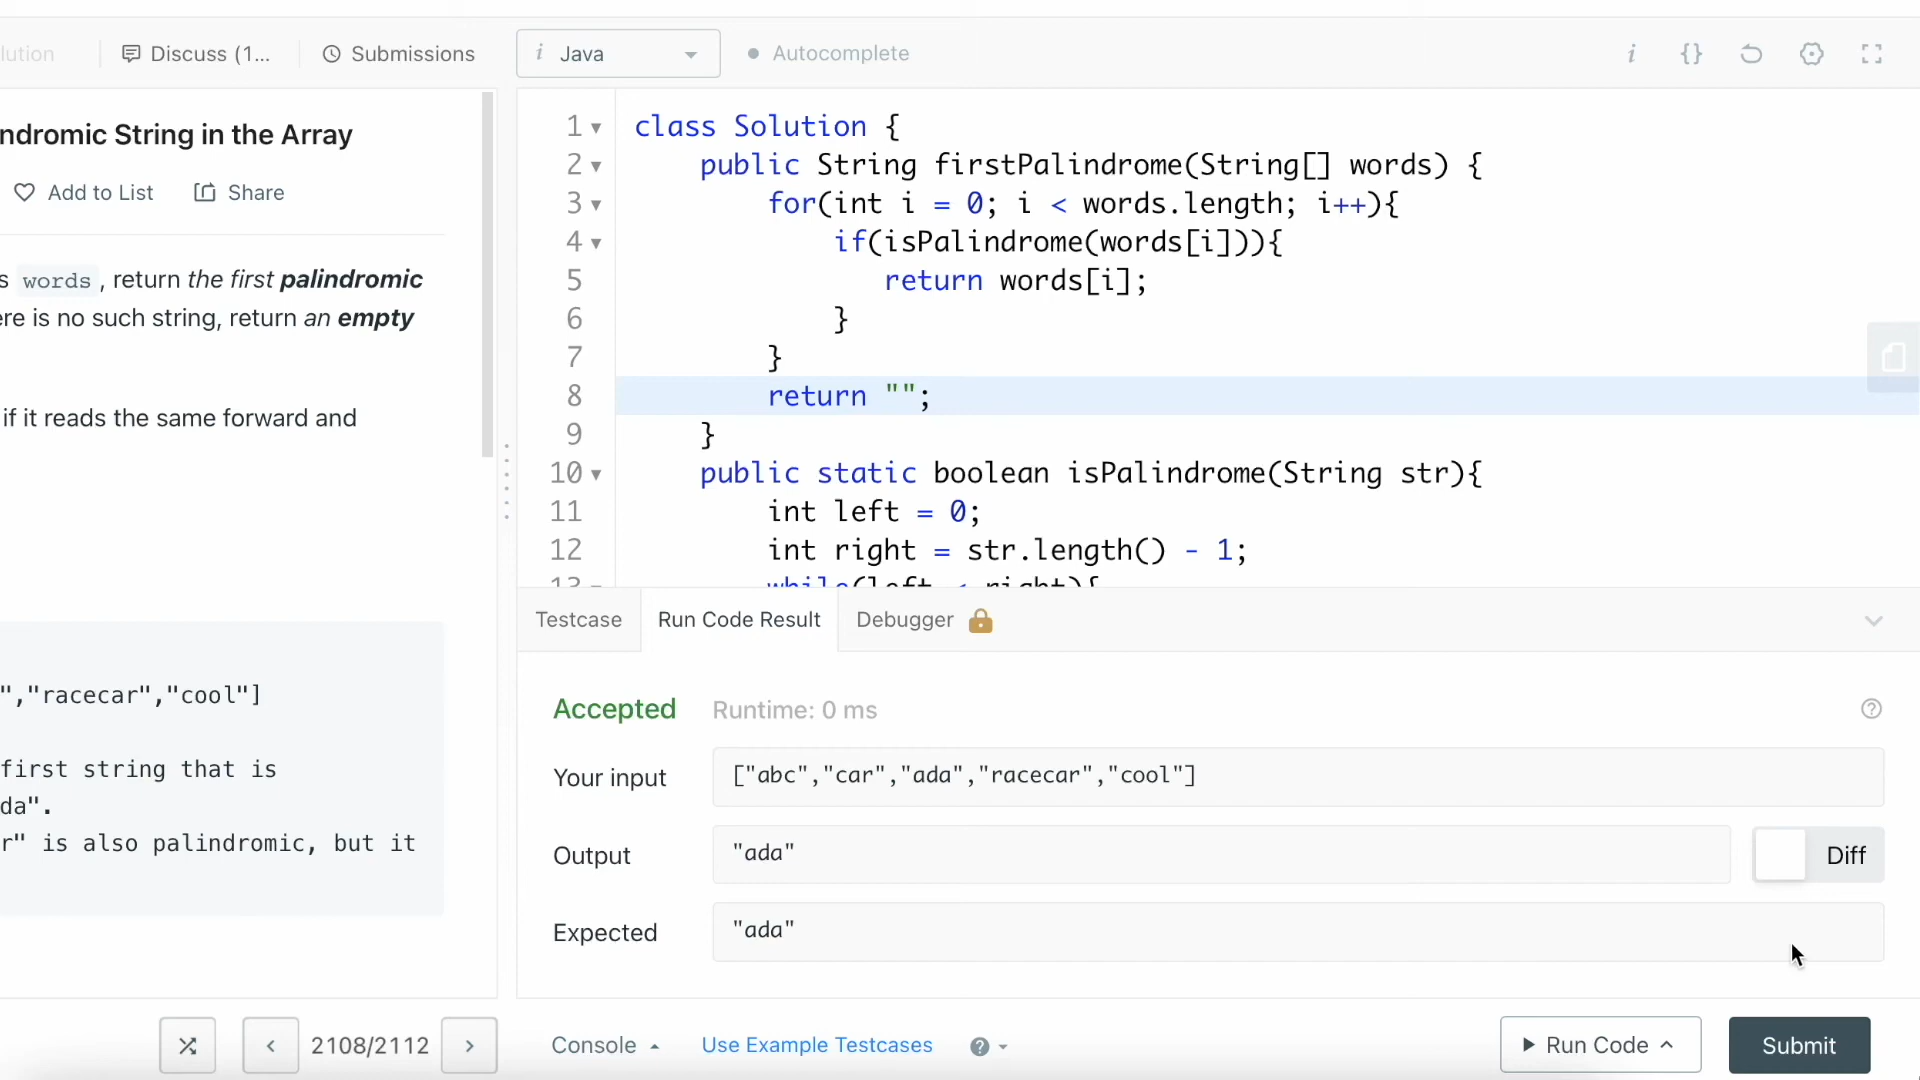 lution
Discuss (1...
Submissions
i Java
Autocomplete
i {}
ndromic String in the Array
Add to List
Share
s words , return the first palindromic
ere is no such string, return an empty
if it reads the same forward and
","racecar","cool"]
first string that is
da".
r" is also palindromic, but it
2108/2112
1 class Solution {
2 public String firstPalindrome(String[] words) {
3 for(int i = 0; i < words.length; i++){
4 if(isPalindrome(words[i])){
5 return words[i];
6 }
7 }
8 return "";
9 }
10 public static boolean isPalindrome(String str){
11 int left = 0;
12 int right = str.length() - 1;
13 while(left < right){
Testcase
Run Code Result
Debugger
Accepted
Runtime: 0 ms
?
Your input
["abc","car","ada","racecar","cool"]
Output
"ada"
Diff
Expected
"ada"
Console
Use Example Testcases
?
Run Code
Submit